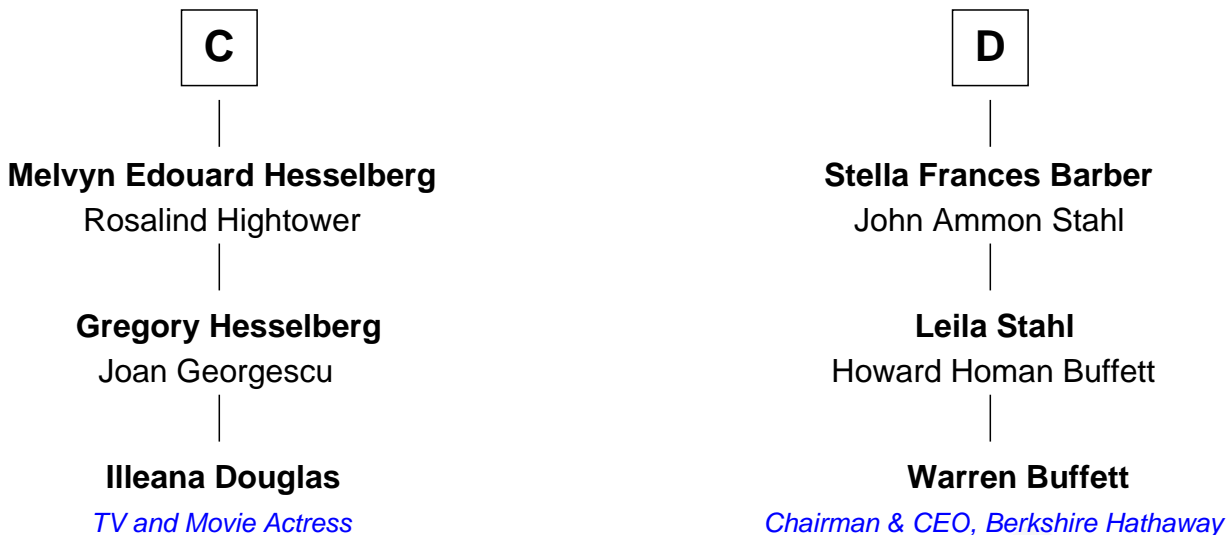 C
Melvyn Edouard Hesselberg
Rosalind Hightower
Gregory Hesselberg
Joan Georgescu
Illeana Douglas
TV and Movie Actress
D
Stella Frances Barber
John Ammon Stahl
Leila Stahl
Howard Homan Buffett
Warren Buffett
Chairman & CEO, Berkshire Hathaway